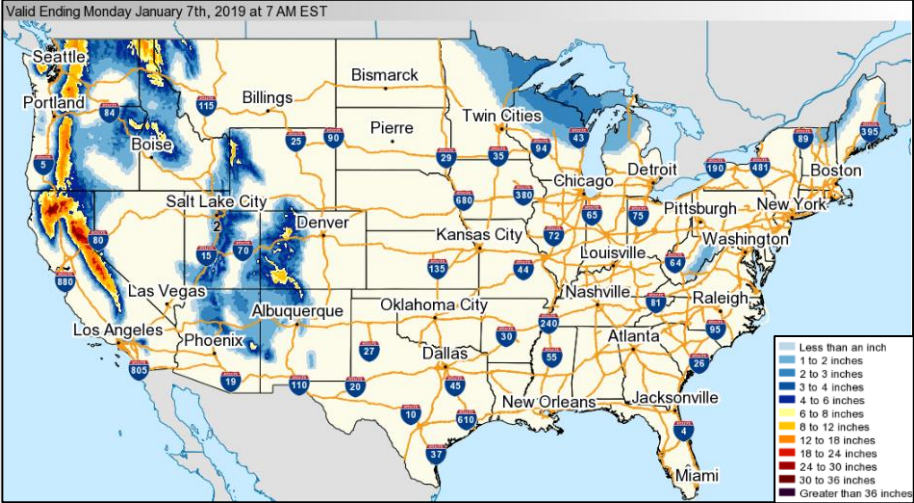 Valid Ending Monday January 7th, 2019 at 7 AM EST
Seattle
Bismarck
Billings
115
Portland
84
Twin Cities
Pierre
395
Boise
25
90
94
43
89
5
29
35
190
481
Boston
Detroit
Chicago
Salt Lake City
680
380
65
75
Pittsburgh
New York
2
Denver
80
Kansas City
72
Washington
15
70
Louisville
64
880
135
44
Las Vegas
Nashville
81
Raleigh
Albuquerque
Oklahoma City
Los Angeles
Phoenix
240
95
30
Atlanta
27
Dallas
55
26
805
19
110
20
45
New Orleans
Jacksonville
10
610
4
37
Miami
Less than an inch
1 to 2 inches
2 to 3 inches
3 to 4 inches
4 to 6 inches
6 to 8 inches
8 to 12 inches
12 to 18 inches
18 to 24 inches
24 to 30 inches
30 to 36 inches
Greater than 36 inches